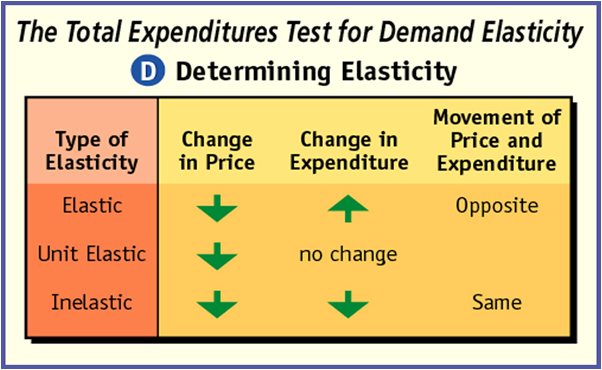 The Total Expenditures Test for Demand Elasticity
D Determining Elasticity
Type of Elasticity
Change in Price
Change in Expenditure
Movement of Price and Expenditure
Elastic
Opposite
Unit Elastic
no change
Inelastic
Same